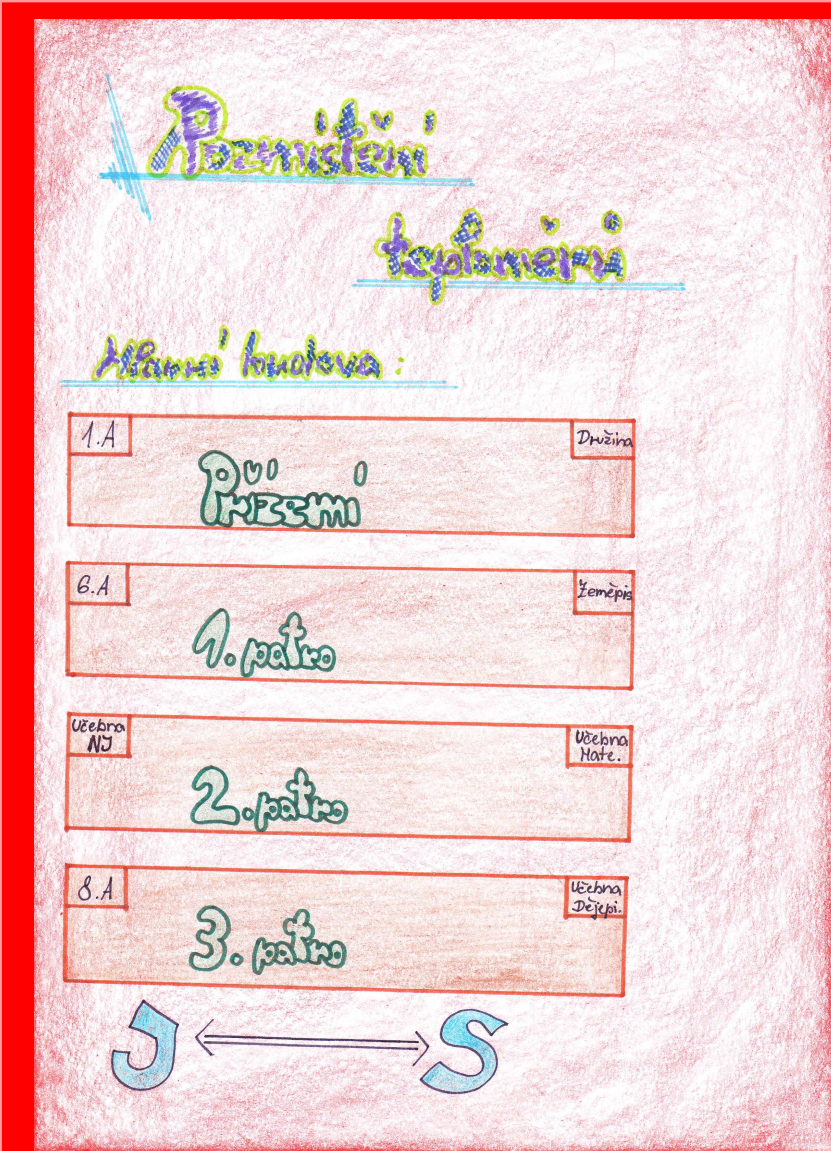 Rozmístění
teploměrů
Hlavní budova:
1.A
Družina
Přízemí
6.A
Zeměpis
1. patro
Učebna
NJ
Učebna
Mate.
2. patro
8.A
Učebna
Dějepi.
3. patro
J
S